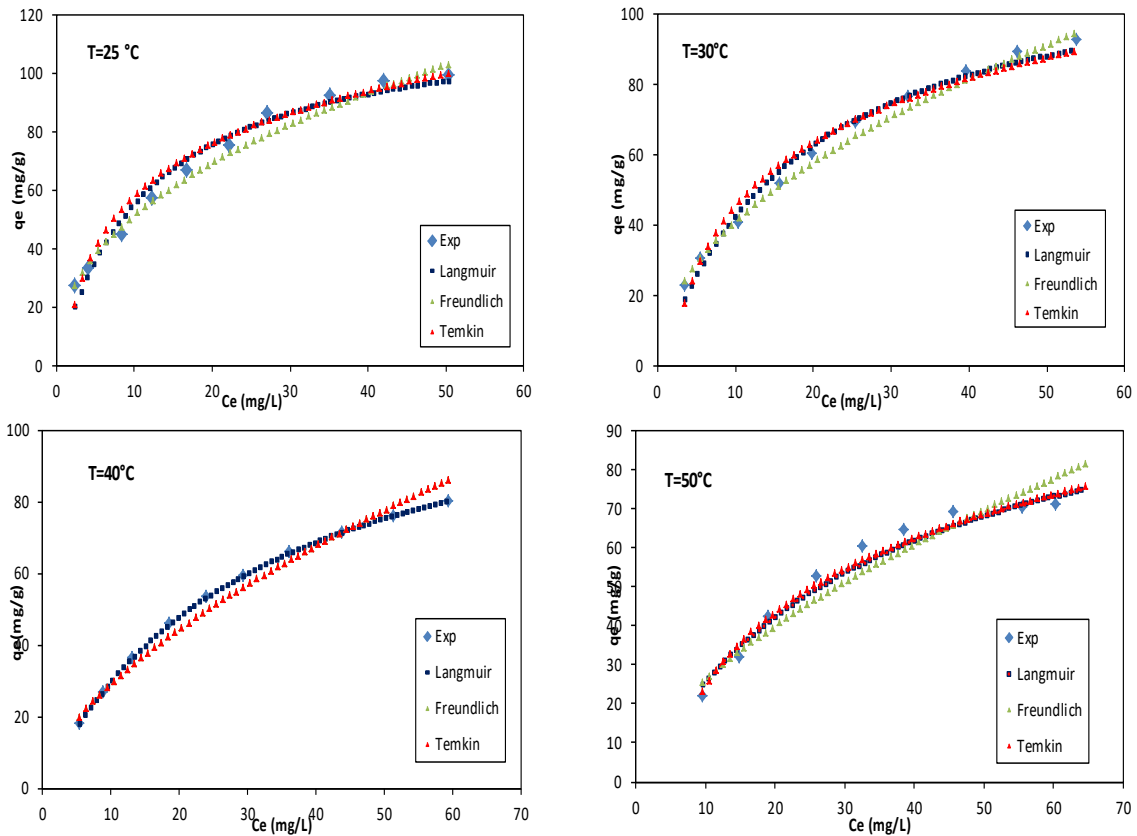 120
100
80
60
40
20
0
qe (mg/g)
T=25 °C
Exp
Langmuir
Freundlich
Temkin
0 10 20 30 40 50 60
Ce (mg/L)
100
80
60
40
20
0
qe (mg/g)
T=30°C
Exp
Langmuir
Freundlich
Temkin
0 10 20 30 40 50 60
Ce (mg/L)
100
80
60
40
20
0
qe (mg/g)
T=40°C
Exp
Langmuir
Freundlich
Temkin
0 10 20 30 40 50 60 70
Ce (mg/L)
90
80
70
60
50
40
30
20
10
0
qe (mg/g)
T=50°C
Exp
Langmuir
Freundlich
Temkin
0 10 20 30 40 50 60 70
Ce (mg/L)